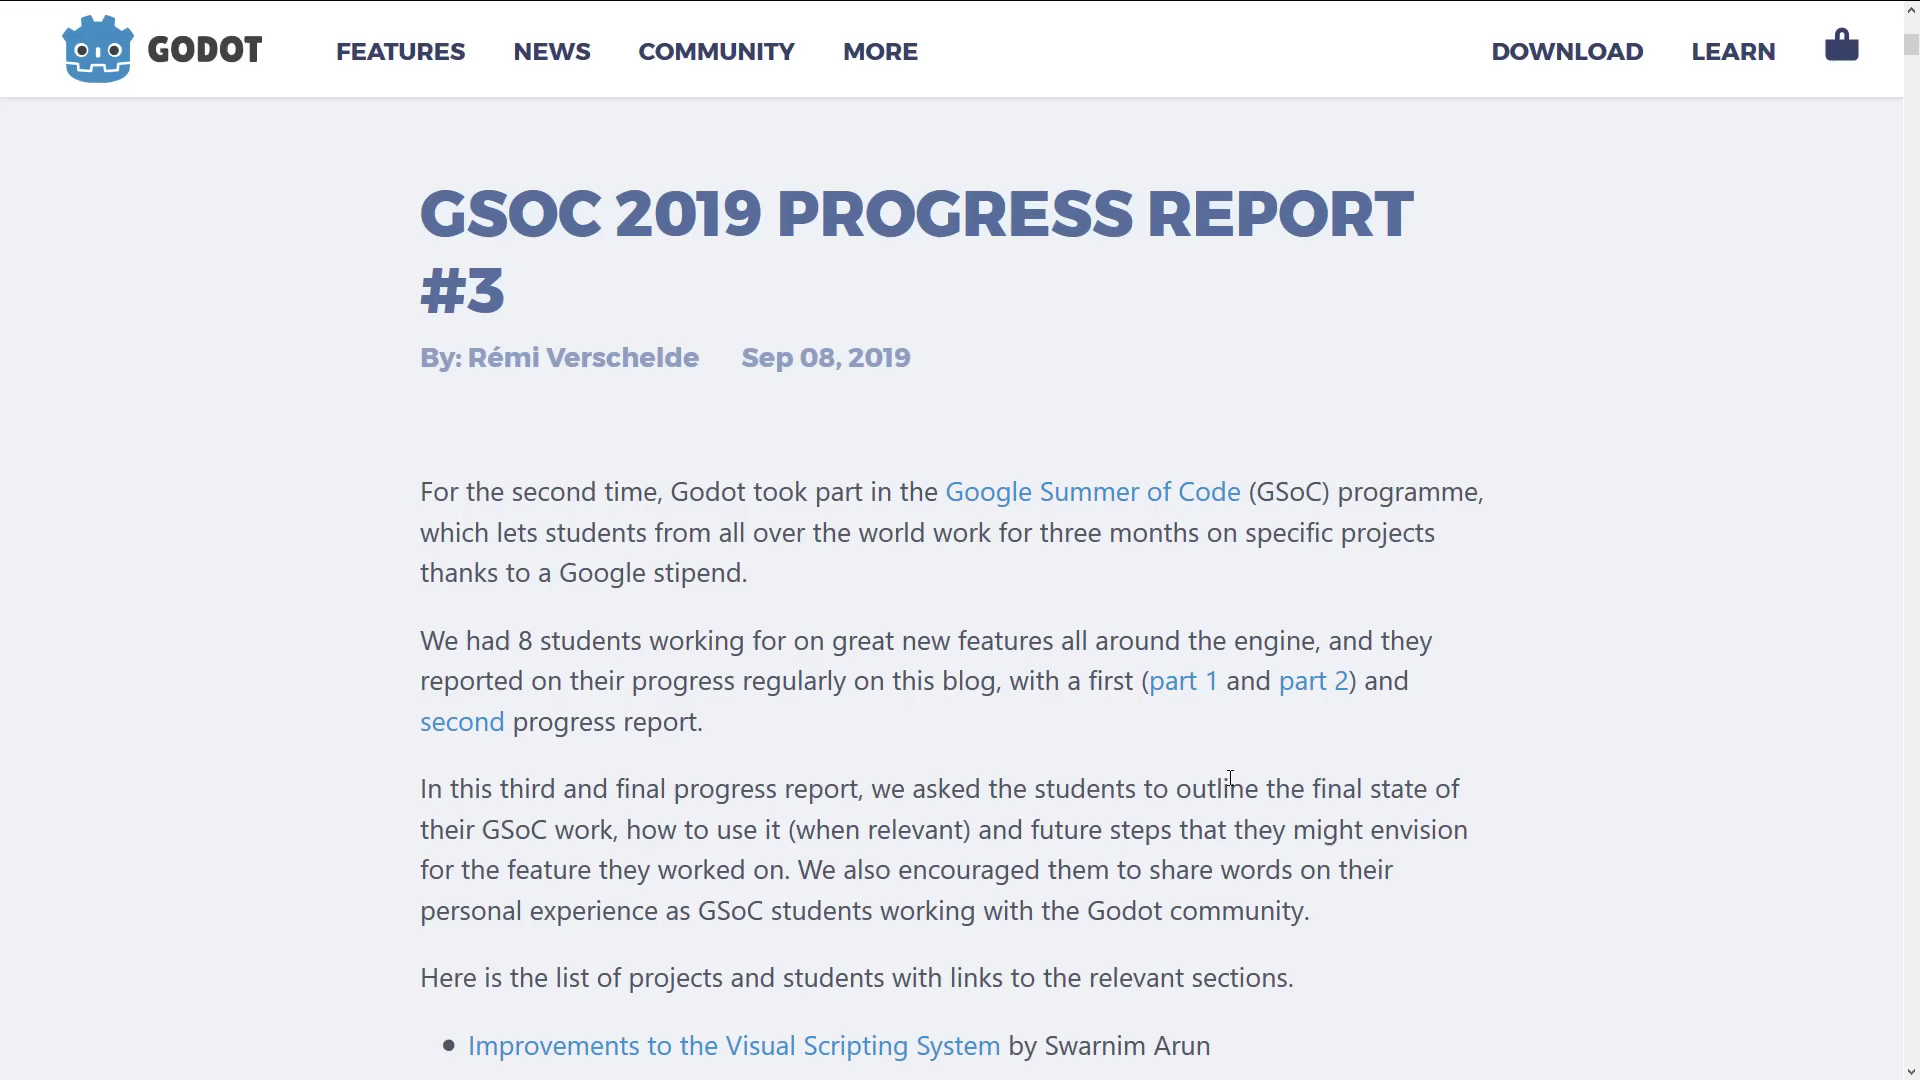 GODOT FEATURES NEWS COMMUNITY MORE DOWNLOAD LEARN
GSOC 2019 PROGRESS REPORT
#3
By: Rémi Verschelde Sep 08, 2019
For the second time, Godot took part in the Google Summer of Code (GSoC) programme,
which lets students from all over the world work for three months on specific projects
thanks to a Google stipend.
We had 8 students working for on great new features all around the engine, and they
reported on their progress regularly on this blog, with a first (part 1 and part 2) and
second progress report.
In this third and final progress report, we asked the students to outline the final state of
their GSoC work, how to use it (when relevant) and future steps that they might envision
for the feature they worked on. We also encouraged them to share words on their
personal experience as GSoC students working with the Godot community.
Here is the list of projects and students with links to the relevant sections.
• Improvements to the Visual Scripting System by Swarnim Arun